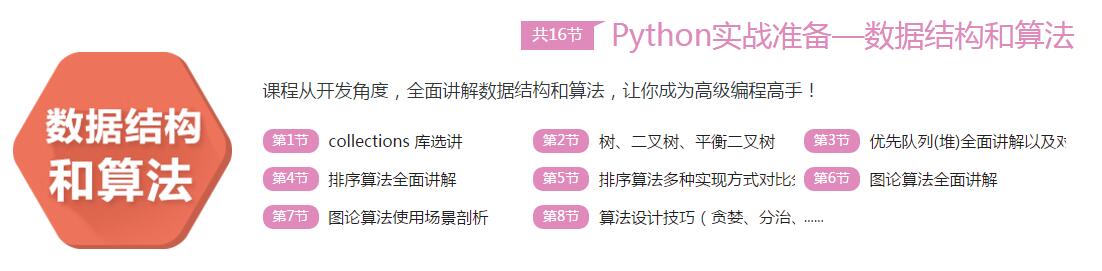 共16节 Python实战准备—数据结构和算法
数据结构
和算法
课程从开发角度，全面讲解数据结构和算法，让你成为高级编程高手！
第1节 collections 库选讲 第2节 树、二叉树、平衡二叉树 第3节 优先队列(堆)全面讲解以及
第4节 排序算法全面讲解 第5节 排序算法多种实现方式对比 第6节 图论算法全面讲解
第7节 图论算法使用场景剖析 第8节 算法设计技巧（贪婪、分治、......